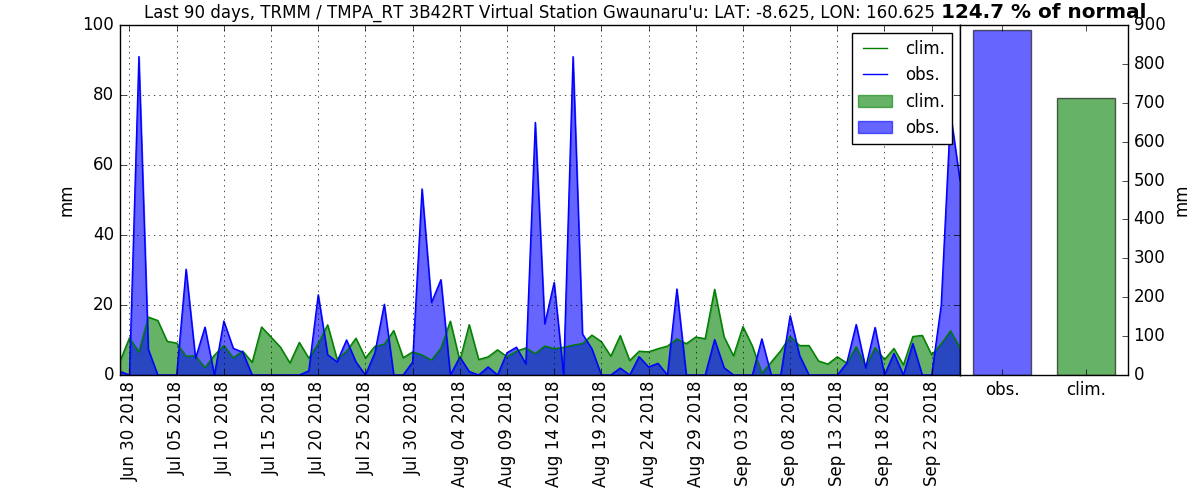 Last 90 days, TRMM / TMPA_RT 3B42RT Virtual Station Gwaunaru'u: LAT: -8.625, LON: 160.625 124.7 % of normal
100
80
60
40
20
0
mm
clim.
obs.
clim.
obs.
900
800
700
600
500
400
300
200
100
0
mm
obs.
clim.
Jun 30 2018
Jul 05 2018
Jul 10 2018
Jul 15 2018
Jul 20 2018
Jul 25 2018
Jul 30 2018
Aug 04 2018
Aug 09 2018
Aug 14 2018
Aug 19 2018
Aug 24 2018
Aug 29 2018
Sep 03 2018
Sep 08 2018
Sep 13 2018
Sep 18 2018
Sep 23 2018